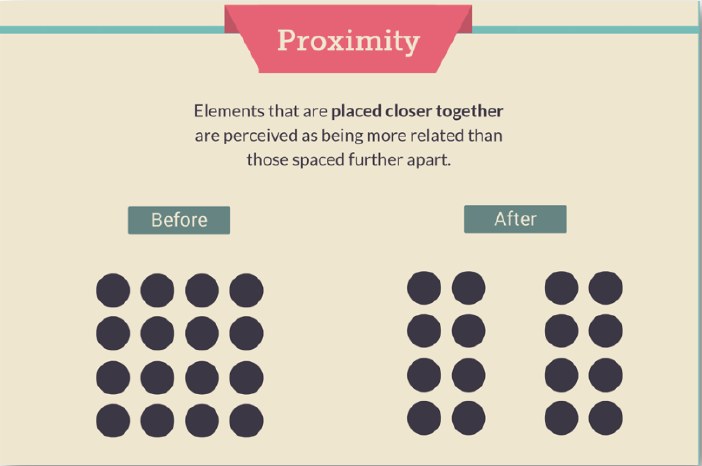 Proximity
Elements that are placed closer together
are perceived as being more related than
those spaced further apart.
Before
After